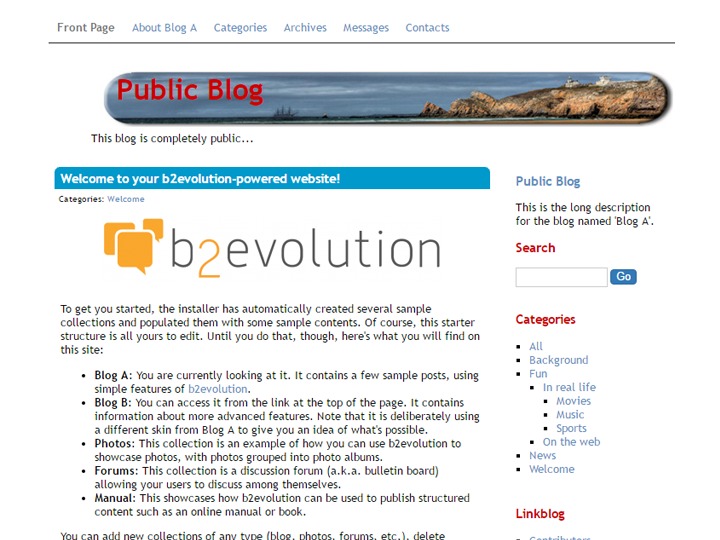 Front Page About Blog A Categories Archives Messages Contacts
Public Blog
This blog is completely public...
Welcome to your b2evolution-powered website!
Categories: Welcome
b2evolution
To get you started, the installer has automatically created several sample
collections and populated them with some sample contents. Of course, this starter
structure is all yours to edit. Until you do that, though, here's what you will find on
this site:
Blog A: You are currently looking at it. It contains a few sample posts, using
simple features of b2evolution.
Blog B: You can access it from the link at the top of the page. It contains
information about more advanced features. Note that it is deliberately using
a different skin from Blog A to give you an idea of what's possible.
Photos: This collection is an example of how you can use b2evolution to
showcase photos, with photos grouped into photo albums.
Forums: This collection is a discussion forum (a.k.a. bulletin board)
allowing your users to discuss among themselves.
Manual: This showcases how b2evolution can be used to publish structured
content such as an online manual or book.
You can add new collections of any type (blog, photos, forums, etc.), delete
Public Blog
This is the long description
for the blog named 'Blog A'.
Search
Go
Categories
All
Background
Fun
In real life
Movies
Music
Sports
On the web
News
Welcome
Linkblog
Contributors